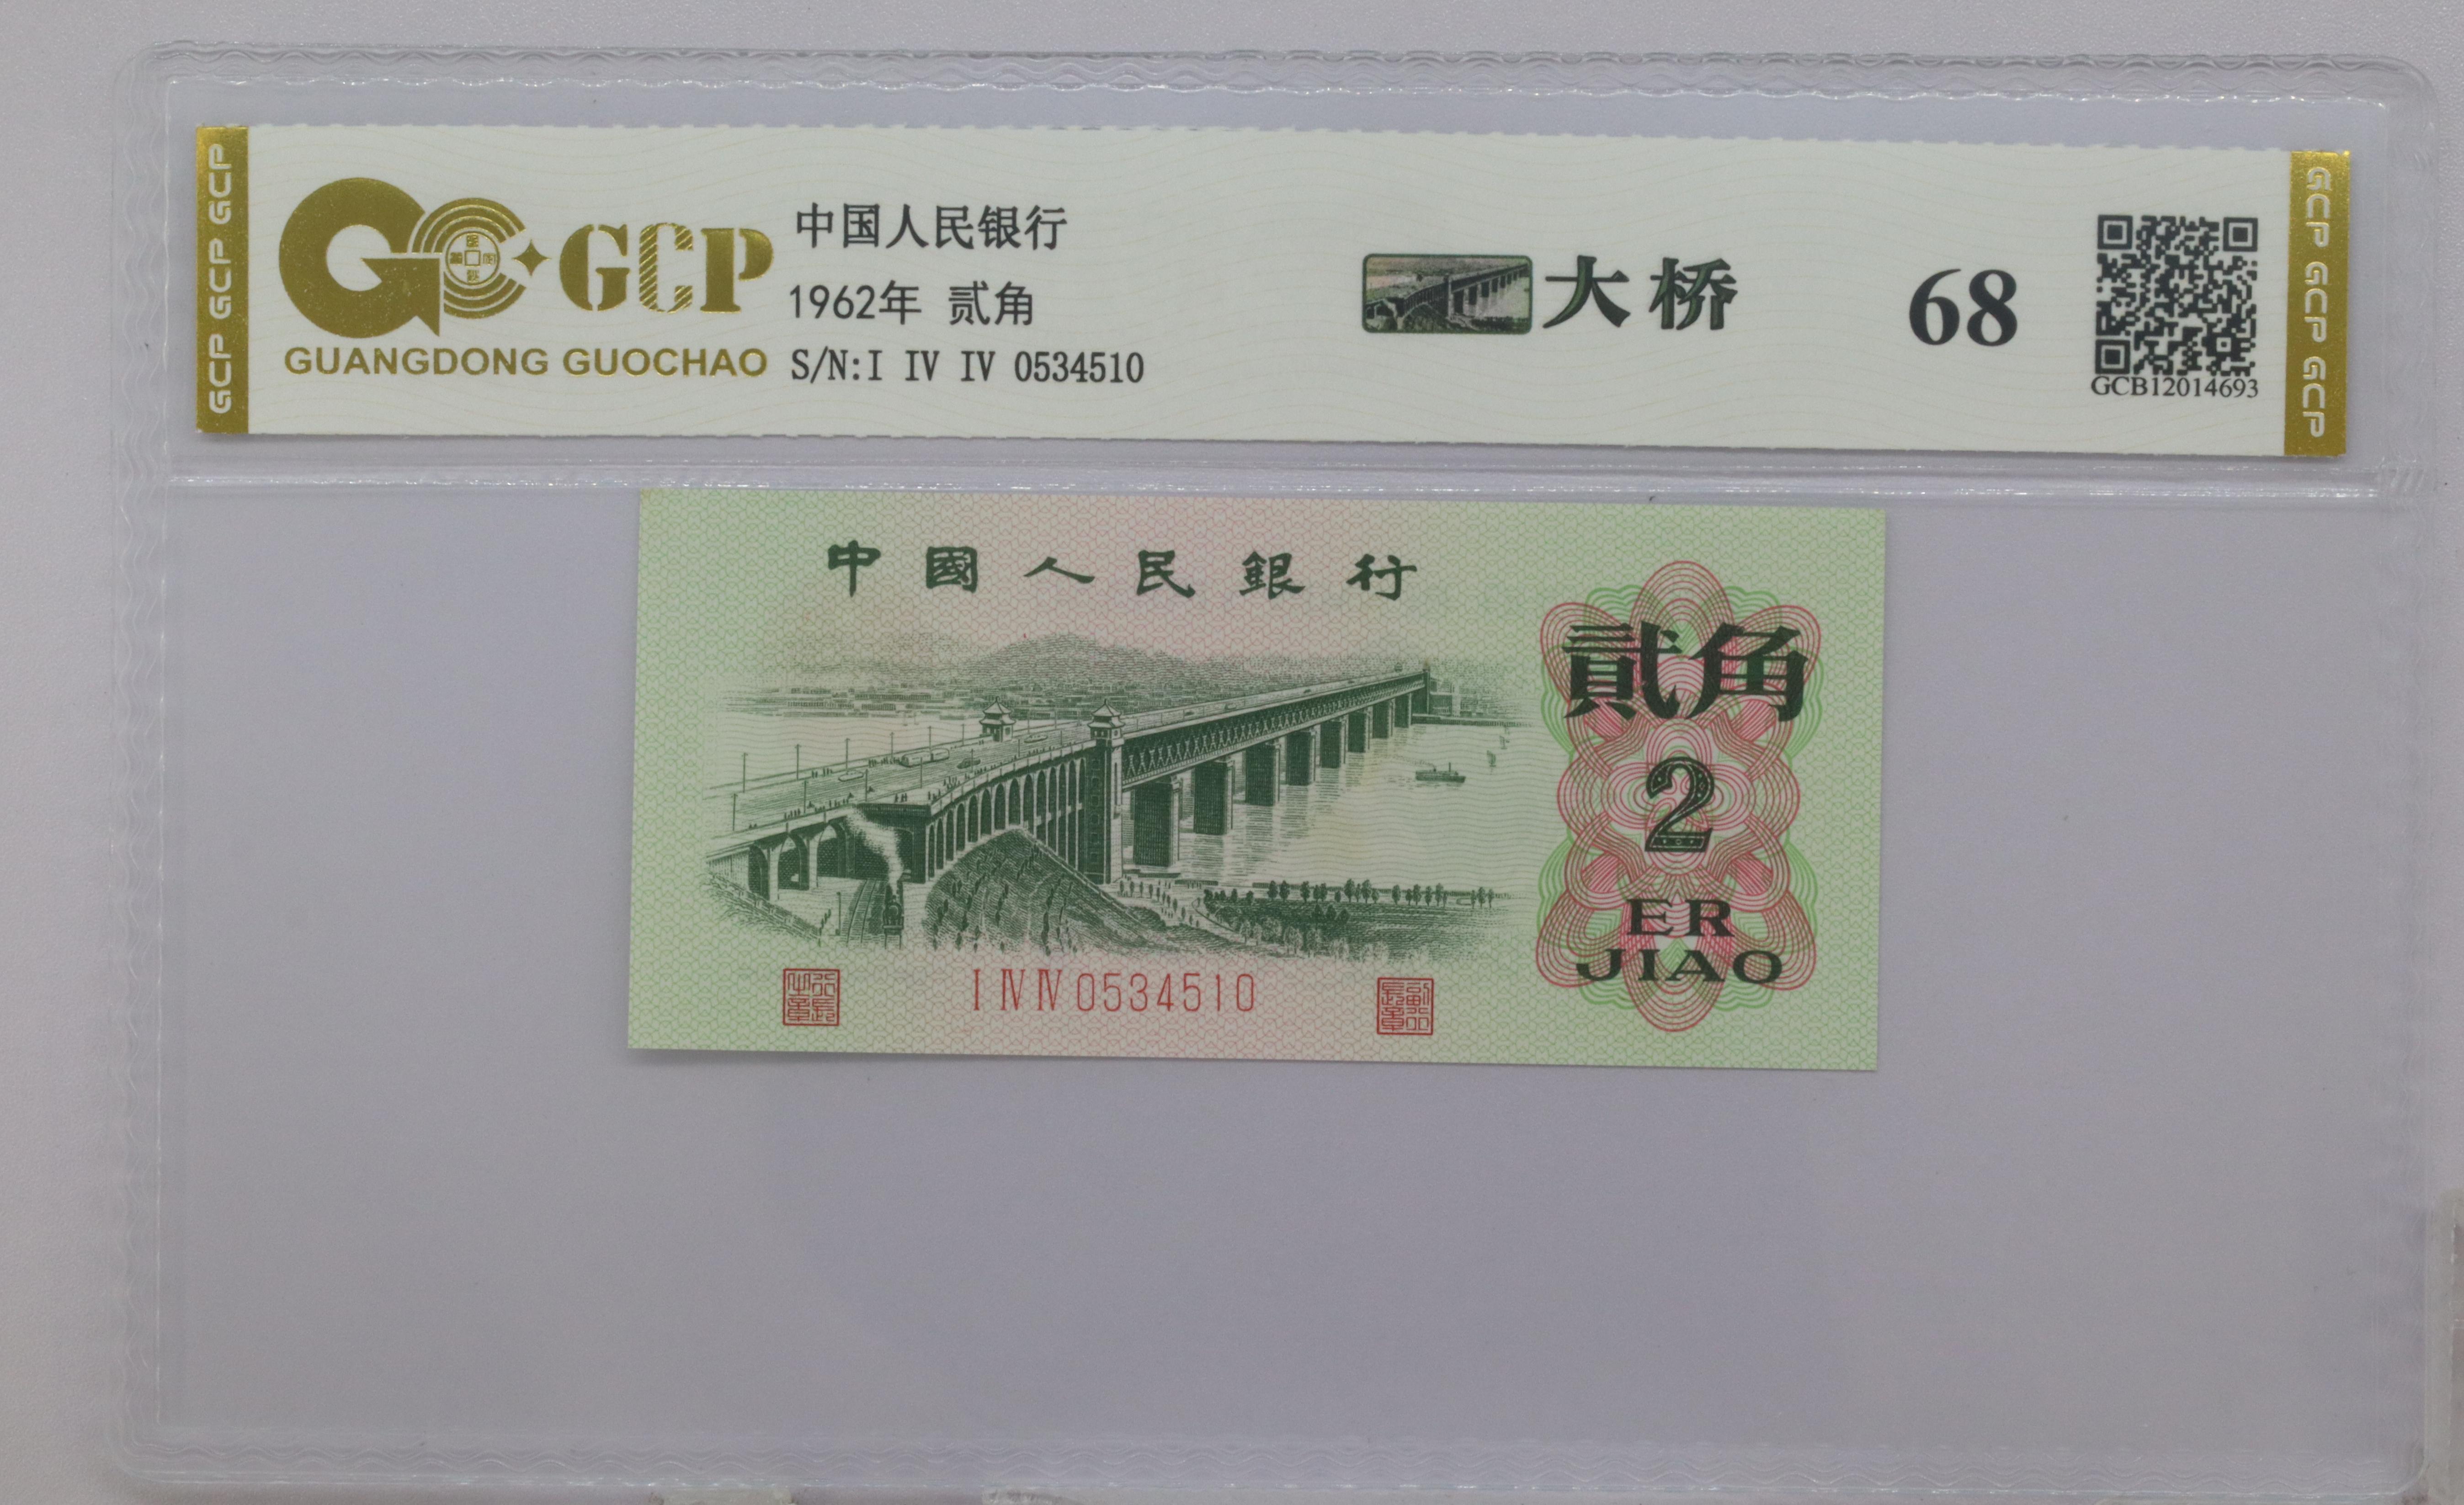 GCP GCP GCP
GCP
GUANGDONG GUOCHAO
中国人民银行
1962年 贰角
S/N:I IV IV 0534510
大桥
68
GCB12014693
GCP GCP GCP
中國人民銀行
貳角
2
ER
JIAO
I IV IV 0534510